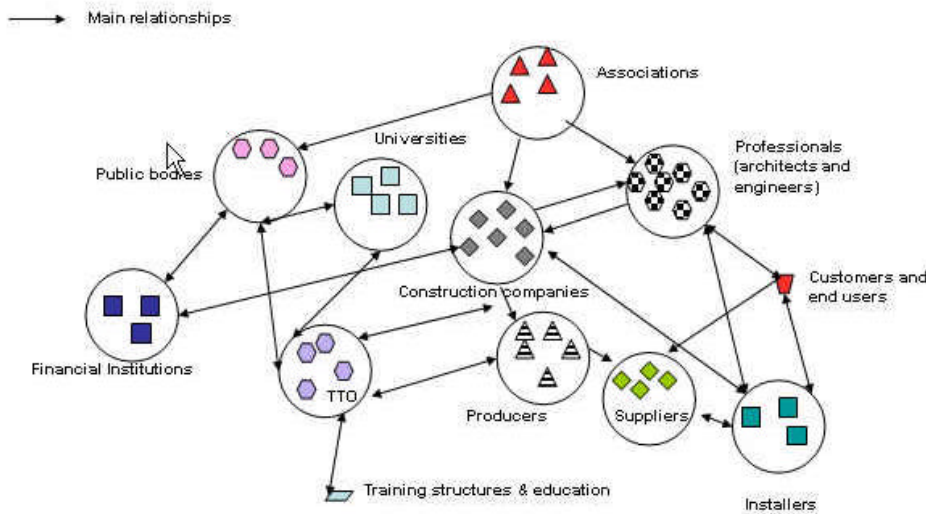 Main relationships
Associations
Universities
Public bodies
Professionals
(architects and
engineers)
Customers and
end users
Construction companies
Financial Institutions
TTO
Producers
Suppliers
Training structures & education
Installers